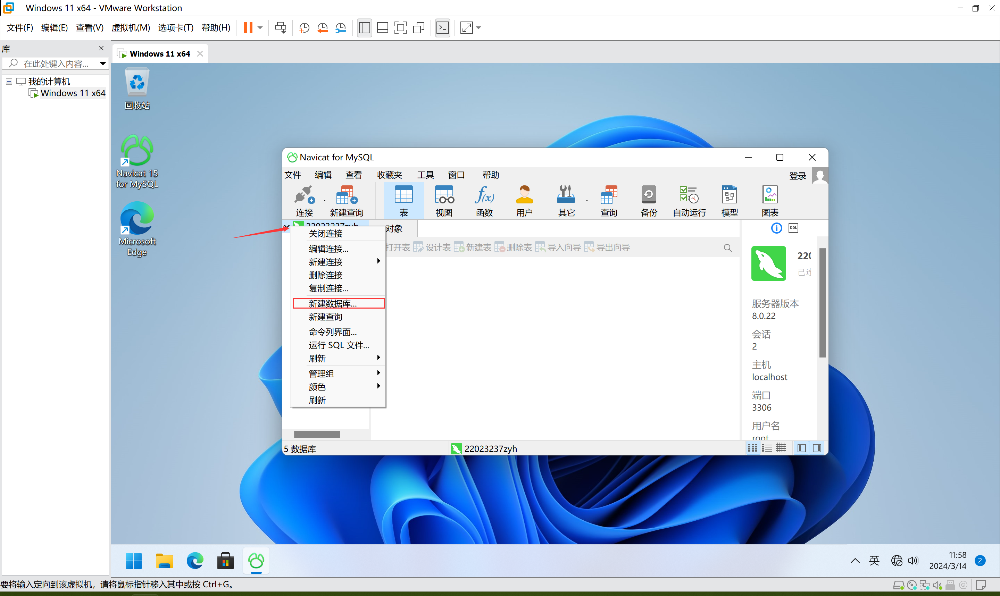 Windows 11 x64 - VMware Workstation
文件(F) 编辑(E) 查看(V) 虚拟机(M) 选项卡(T) 帮助(H)
库
在此处键入内容...
我的计算机
Windows 11 x64
Windows 11 x64
回收站
Navicat 15
for MySQL
Microsoft
Edge
Navicat for MySQL
文件 编辑 查看 收藏夹 工具 窗口 帮助
登录
连接 新建查询 表 视图 函数 用户 其它 查询 备份 自动运行 模型 图表
22023237zyh
对象
打开表 设计表 新建表 删除表 导入向导 导出向导
关闭连接
编辑连接...
新建连接
删除连接
复制连接...
新建数据库...
新建查询
命令列界面...
运行 SQL 文件...
刷新
管理组
颜色
刷新
DDL
220
已连
服务器版本
8.0.22
会话
2
主机
localhost
端口
3306
用户名
root
5 数据库
22023237zyh
英
11:58
2024/3/14
2
要将输入定向到该虚拟机，请将鼠标指针移入其中或按 Ctrl+G。